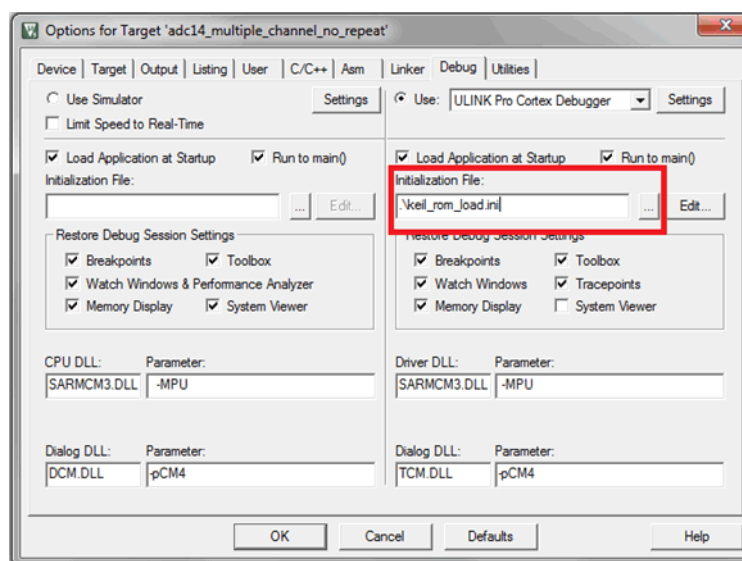 Options for Target 'adc14_multiple_channel_no_repeat'
Device | Target | Output | Listing | User | C/C++ | Asm | Linker | Debug | Utilities
Use Simulator Settings Use: ULINK Pro Cortex Debugger Settings
Limit Speed to Real-Time
Load Application at Startup Run to main() Load Application at Startup Run to main()
Initialization File: Initialization File:
... Edit... .\keil_rom_load.ini ... Edit...
Restore Debug Session Settings Restore Debug Session Settings
Breakpoints Toolbox Breakpoints Toolbox
Watch Windows & Performance Analyzer Watch Windows Tracepoints
Memory Display System Viewer Memory Display System Viewer
CPU DLL: Parameter: Driver DLL: Parameter:
SARMCM3.DLL -MPU SARMCM3.DLL -MPU
Dialog DLL: Parameter: Dialog DLL: Parameter:
DCM.DLL -pCM4 TCM.DLL -pCM4
OK Cancel Defaults Help